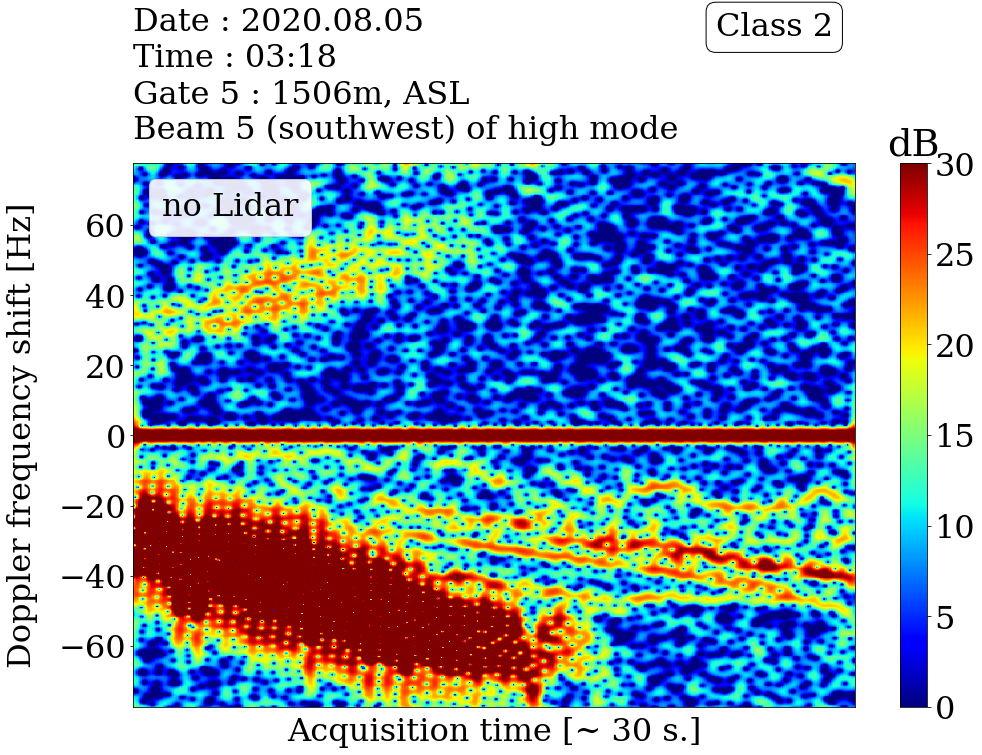 Date : 2020.08.05
Time : 03:18
Gate 5 : 1506m, ASL
Beam 5 (southwest) of high mode
Class 2
dB
no Lidar
Doppler frequency shift [Hz]
60
40
20
0
−20
−40
−60
30
25
20
15
10
5
0
Acquisition time [~ 30 s.]